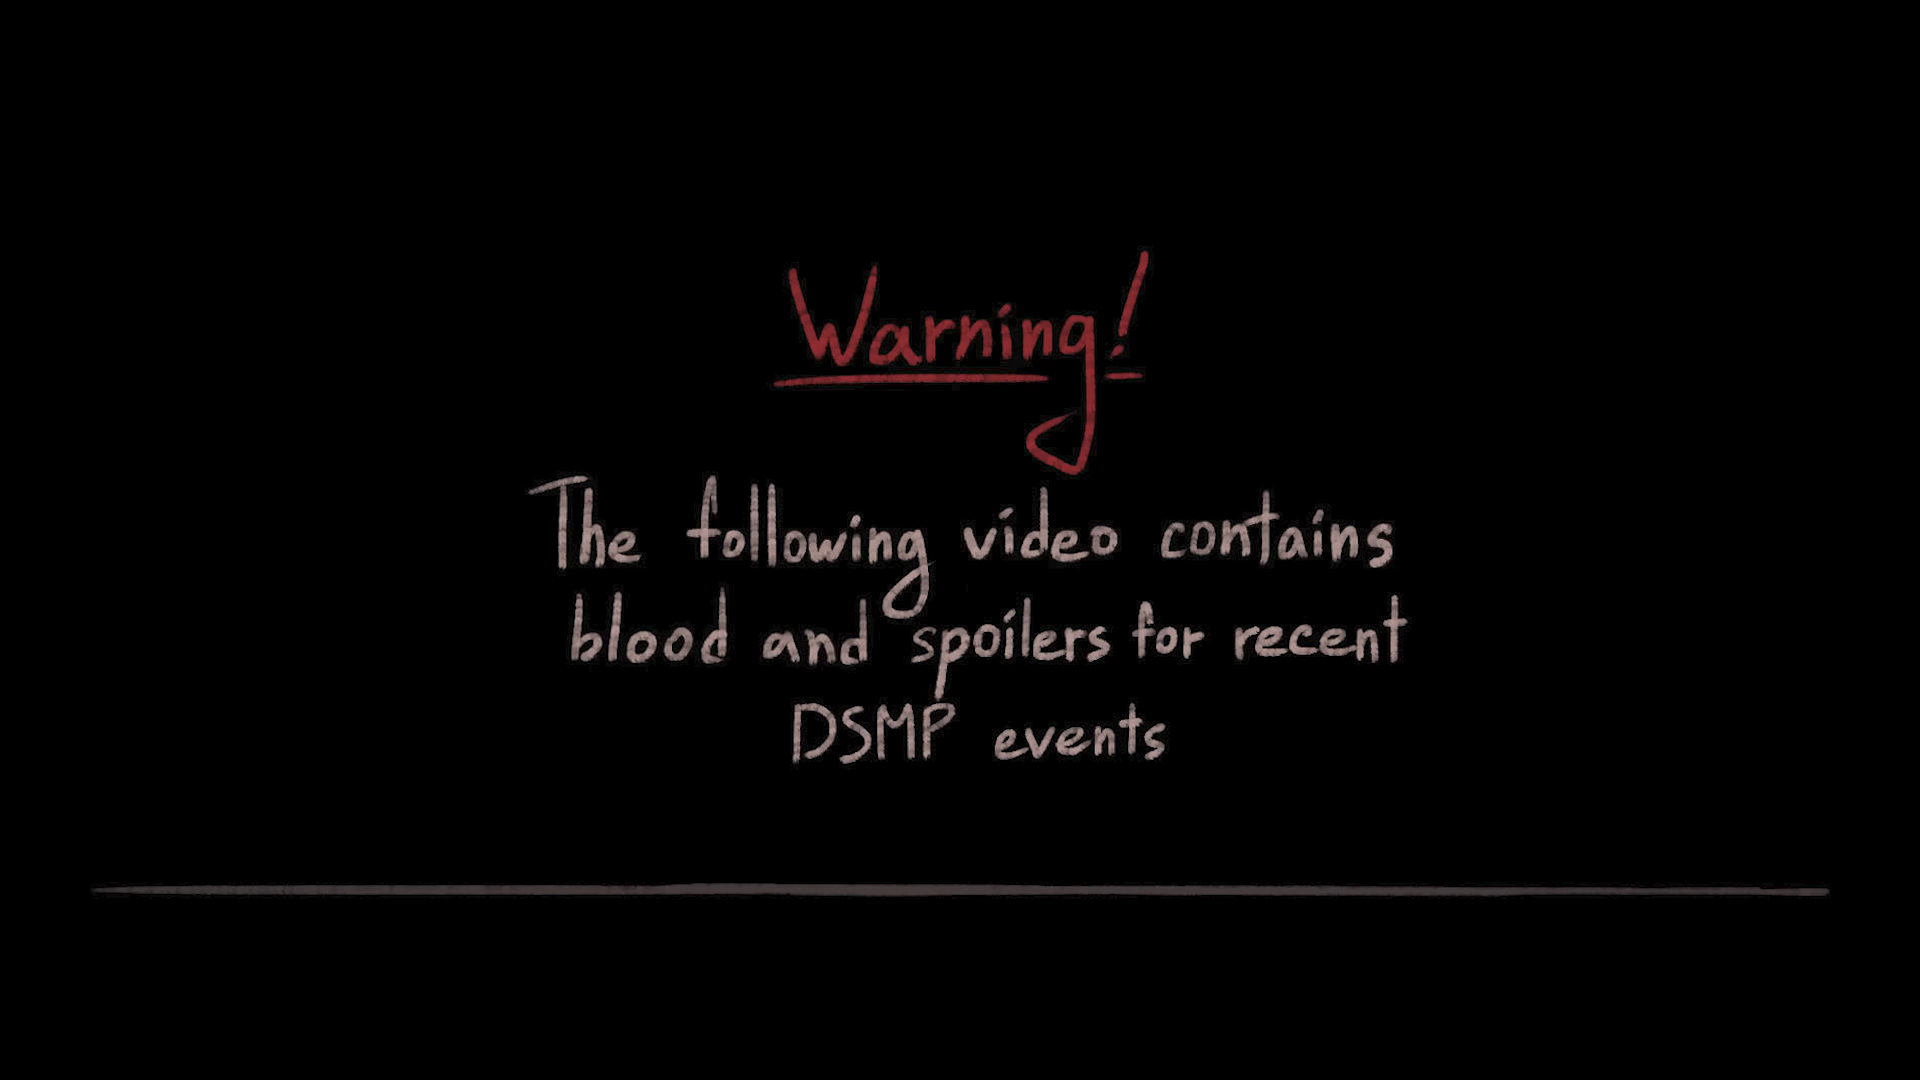 Warning!
The following video contains
blood and spoilers for recent
DSMP events